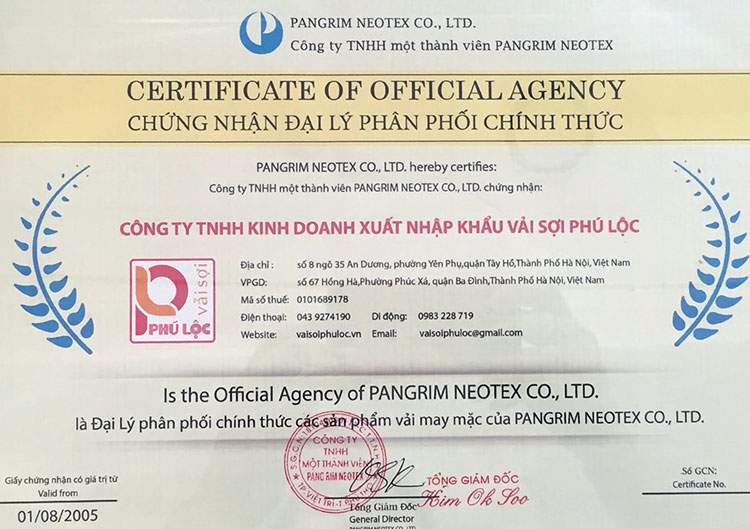 PANGRIM NEOTEX CO., LTD.
Công ty TNHH một thành viên PANGRIM NEOTEX
CERTIFICATE OF OFFICIAL AGENCY
CHỨNG NHẬN ĐẠI LÝ PHÂN PHỐI CHÍNH THỨC
PANGRIM NEOTEX CO., LTD. hereby certifies:
Công ty TNHH một thành viên PANGRIM NEOTEX CO., LTD. chứng nhận:
CÔNG TY TNHH KINH DOANH XUẤT NHẬP KHẨU VẢI SỢI PHÚ LỘC
vải sợi
PHÚ LỘC
Địa chỉ : số 8 ngõ 35 An Dương, phường Yên Phụ,quận Tây Hồ,Thành Phố Hà Nội, Việt Nam
VPGD: số 67 Hồng Hà,Phường Phúc Xá, quận Ba Đình,Thành Phố Hà Nội, Việt Nam
Mã số thuế: 0101689178
Điện thoại: 043 9274190 Di động: 0983 228 719
Website: vaisoiphuloc.vn Email: vaisoiphuloc@gmail.com
Is the Official Agency of PANGRIM NEOTEX CO., LTD.
là Đại Lý phân phối chính thức các sản phẩm vải may mặc của PANGRIM NEOTEX CO., LTD.
CÔNG TY
TNHH
MỘT THÀNH VIÊN
PANG RIM NEOTEX
TP VIỆT TRÌ - T. PHÚ THỌ
TỔNG GIÁM ĐỐC
Kim Ok Soo
Tổng Giám Đốc
General Director
PANGRIM NEOTEX CO., LTD
Giấy chứng nhận có giá trị từ
Valid from
01/08/2005
Số GCN:
Certificate No.